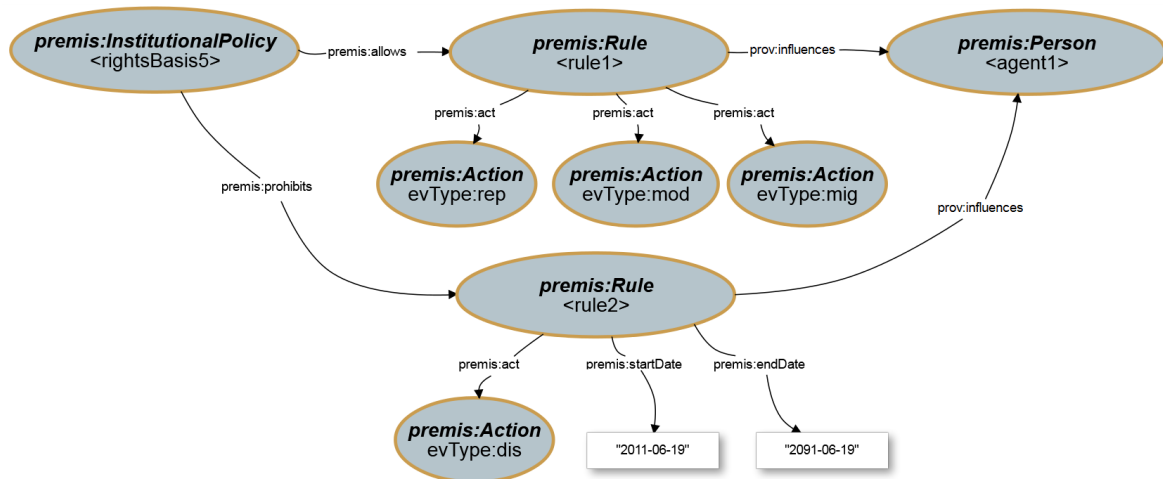 premis:InstitutionalPolicy
<rightsBasis5>
premis:allows
premis:Rule
<rule1>
prov:influences
premis:Person
<agent1>
premis:act
premis:act
premis:act
premis:Action
evType:rep
premis:Action
evType:mod
premis:Action
evType:mig
premis:prohibits
prov:influences
premis:Rule
<rule2>
premis:act
premis:startDate
premis:endDate
premis:Action
evType:dis
"2011-06-19"
"2091-06-19"